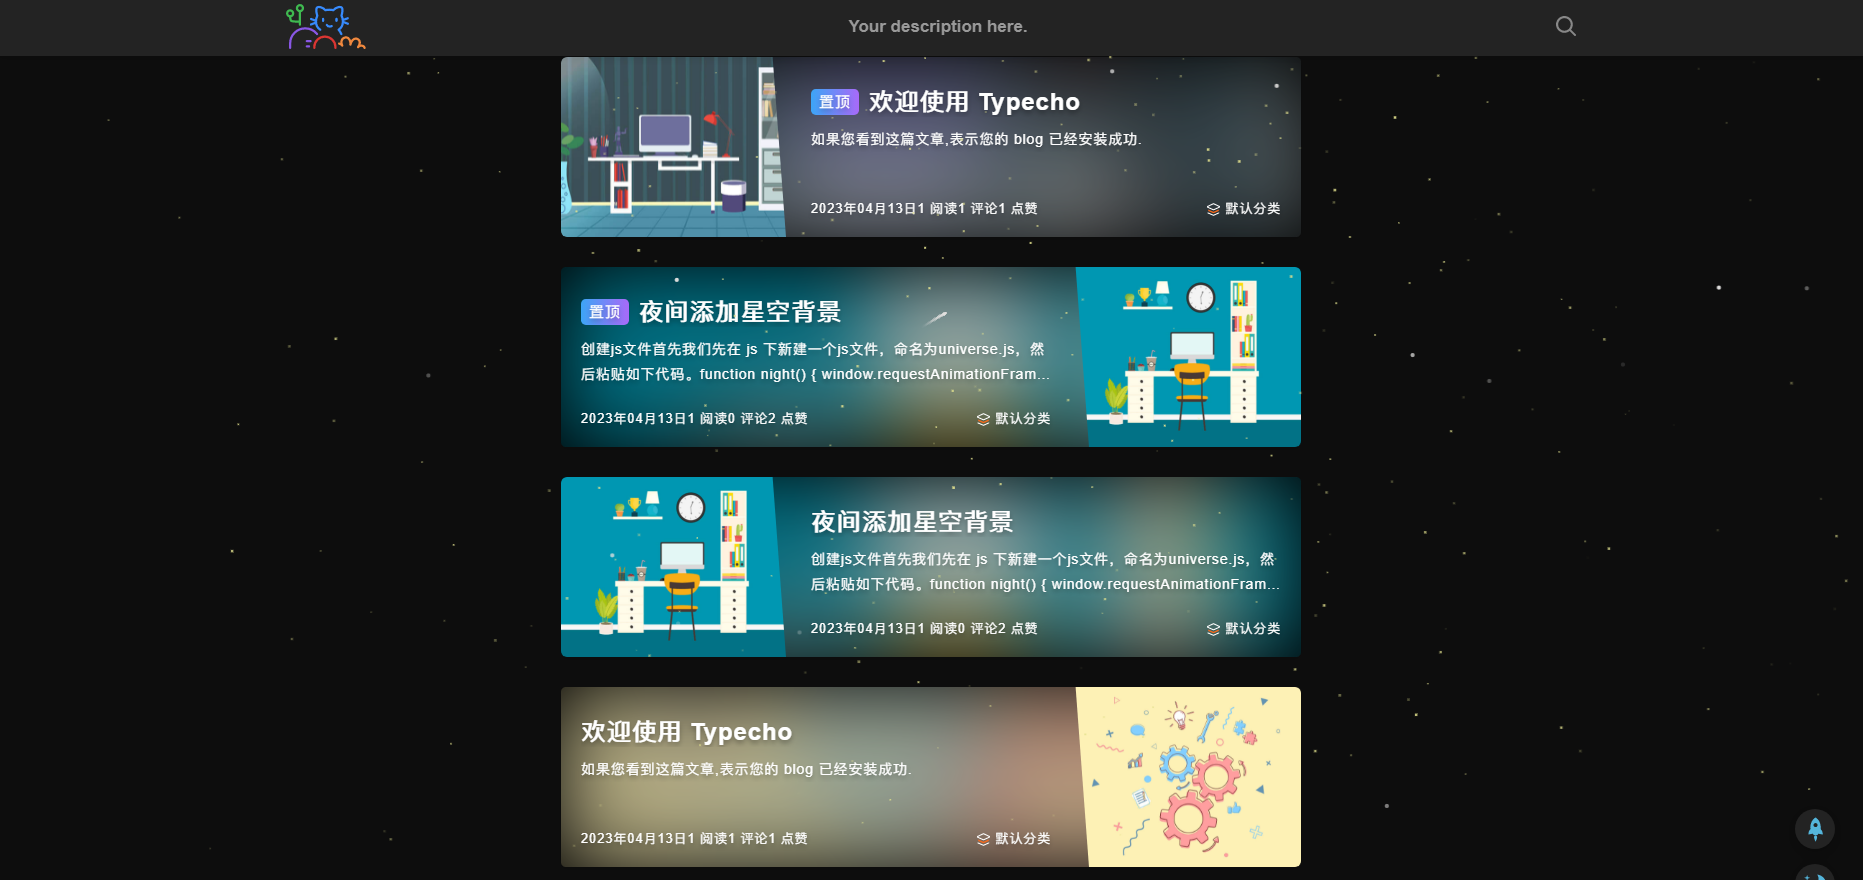 Your description here.
置顶 欢迎使用 Typecho
如果您看到这篇文章,表示您的 blog 已经安装成功.
2023年04月13日1 阅读1 评论1 点赞 默认分类
置顶 夜间添加星空背景
创建js文件首先我们先在 js 下新建一个js文件，命名为universe.js，然
后粘贴如下代码。function night() { window.requestAnimationFram...
2023年04月13日1 阅读0 评论2 点赞 默认分类
夜间添加星空背景
创建js文件首先我们先在 js 下新建一个js文件，命名为universe.js，然
后粘贴如下代码。function night() { window.requestAnimationFram...
2023年04月13日1 阅读0 评论2 点赞 默认分类
欢迎使用 Typecho
如果您看到这篇文章,表示您的 blog 已经安装成功.
2023年04月13日1 阅读1 评论1 点赞 默认分类